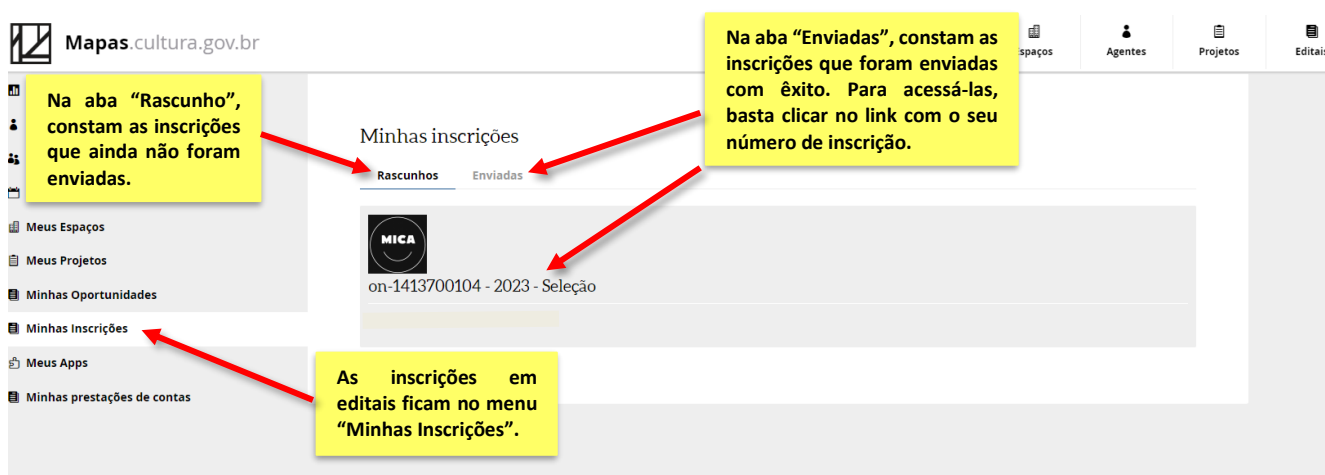 Mapas.cultura.gov.br
Agentes
Projetos
Na aba “Rascunho”,
constam as inscrições
que ainda não foram
enviadas.
Na aba “Enviadas”, constam as
inscrições que foram enviadas
com êxito. Para acessá-las,
basta clicar no link com o seu
número de inscrição.
Minhas inscrições
Rascunhos Enviadas
MICA
on-1413700104 - 2023 - Seleção
Meus Espaços
Meus Projetos
Minhas Oportunidades
Minhas Inscrições
Meus Apps
Minhas prestações de contas
As inscrições em
editais ficam no menu
“Minhas Inscrições”.